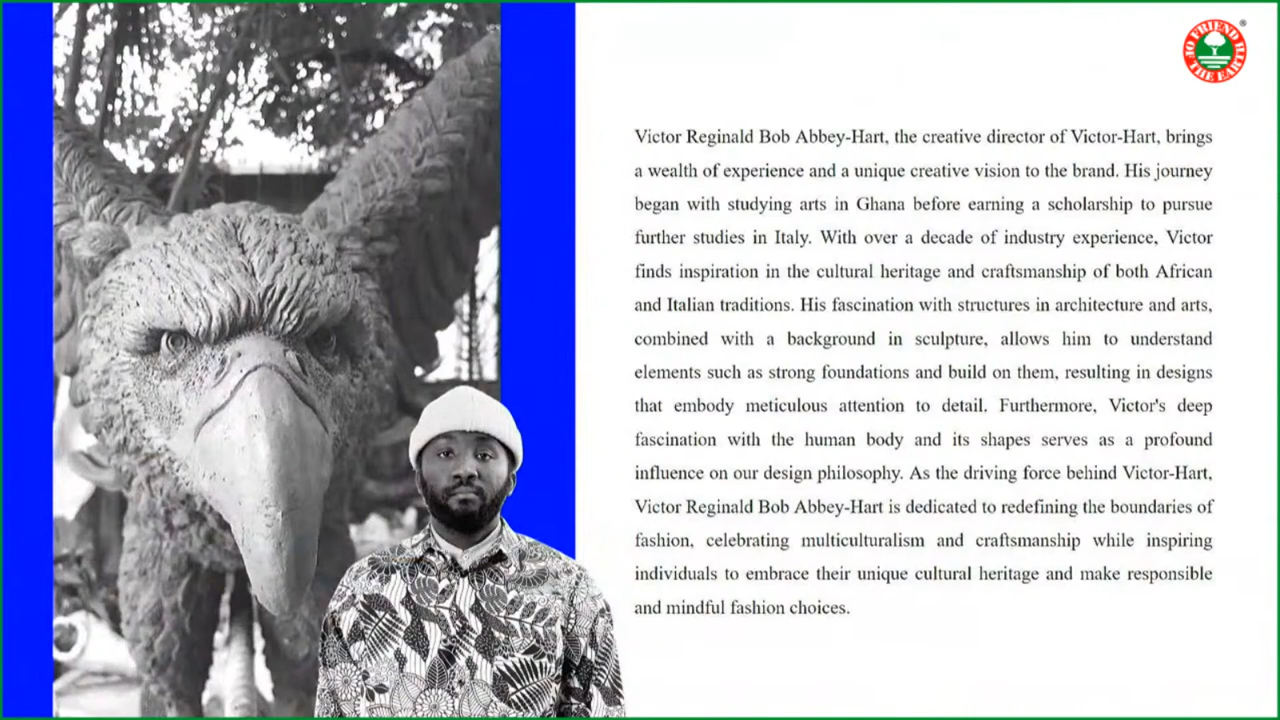 FRIEND
THE EARTH
®
Victor Reginald Bob Abbey-Hart, the creative director of Victor-Hart, brings
a wealth of experience and a unique creative vision to the brand. His journey
began with studying arts in Ghana before earning a scholarship to pursue
further studies in Italy. With over a decade of industry experience, Victor
finds inspiration in the cultural heritage and craftsmanship of both African
and Italian traditions. His fascination with structures in architecture and arts,
combined with a background in sculpture, allows him to understand
elements such as strong foundations and build on them, resulting in designs
that embody meticulous attention to detail. Furthermore, Victor's deep
fascination with the human body and its shapes serves as a profound
influence on our design philosophy. As the driving force behind Victor-Hart,
Victor Reginald Bob Abbey-Hart is dedicated to redefining the boundaries of
fashion, celebrating multiculturalism and craftsmanship while inspiring
individuals to embrace their unique cultural heritage and make responsible
and mindful fashion choices.